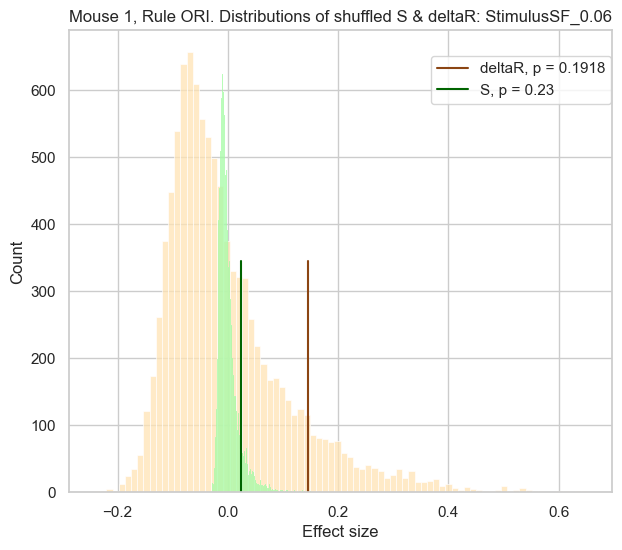 Mouse 1, Rule ORI. Distributions of shuffled S & deltaR: StimulusSF_0.06
deltaR, p = 0.1918
S, p = 0.23
600
500
400
300
200
100
0
Count
−0.2
0.0
0.2
0.4
0.6
Effect size